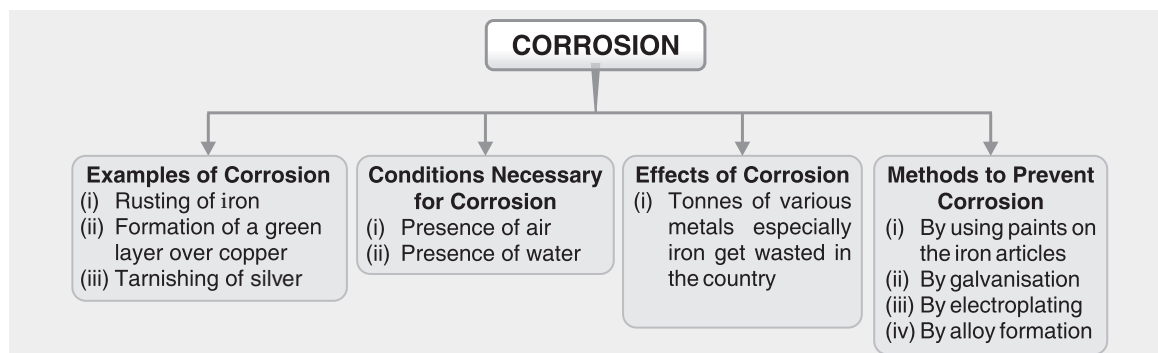 CORROSION
Examples of Corrosion
(i) Rusting of iron
(ii) Formation of a green
layer over copper
(iii) Tarnishing of silver
Conditions Necessary
for Corrosion
(i) Presence of air
(ii) Presence of water
Effects of Corrosion
(i) Tonnes of various
metals especially
iron get wasted in
the country
Methods to Prevent
Corrosion
(i) By using paints on
the iron articles
(ii) By galvanisation
(iii) By electroplating
(iv) By alloy formation